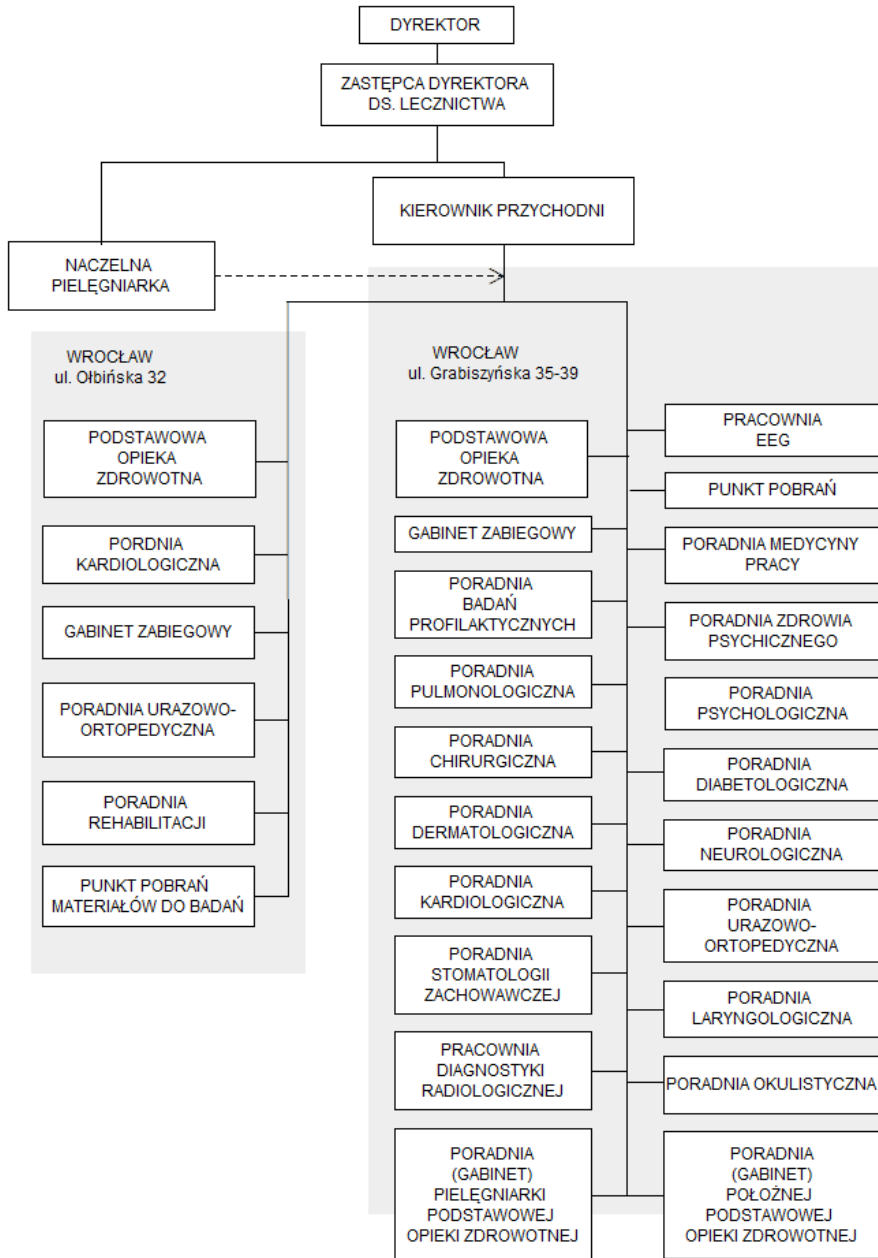 DYREKTOR
ZASTĘPCA DYREKTORA
DS. LECZNICTWA
KIEROWNIK PRZYCHODNI
NACZELNA
PIELĘGNIARKA
WROCŁAW
ul. Ołbińska 32
PODSTAWOWA
OPIEKA
ZDROWOTNA
PORDNIA
KARDIOLOGICZNA
GABINET ZABIEGOWY
PORADNIA URAZOWO-
ORTOPEDYCZNA
PORADNIA
REHABILITACJI
PUNKT POBRAŃ
MATERIAŁÓW DO BADAŃ
WROCŁAW
ul. Grabiszyńska 35-39
PODSTAWOWA
OPIEKA
ZDROWOTNA
GABINET ZABIEGOWY
PORADNIA
BADAŃ
PROFILAKTYCZNYCH
PORADNIA
PULMONOLOGICZNA
PORADNIA
CHIRURGICZNA
PORADNIA
DERMATOLOGICZNA
PORADNIA
KARDIOLOGICZNA
PORADNIA
STOMATOLOGII
ZACHOWAWCZEJ
PRACOWNIA
DIAGNOSTYKI
RADIOLOGICZNEJ
PORADNIA
(GABINET)
PIELĘGNIARKI
PODSTAWOWEJ
OPIEKI ZDROWOTNEJ
PRACOWNIA
EEG
PUNKT POBRAŃ
PORADNIA MEDYCYNY
PRACY
PORADNIA ZDROWIA
PSYCHICZNEGO
PORADNIA
PSYCHOLOGICZNA
PORADNIA
DIABETOLOGICZNA
PORADNIA
NEUROLOGICZNA
PORADNIA
URAZOWO-
ORTOPEDYCZNA
PORADNIA
LARYNGOLOGICZNA
PORADNIA OKULISTYCZNA
PORADNIA
(GABINET)
POŁOŻNEJ
PODSTAWOWEJ
OPIEKI ZDROWOTNEJ